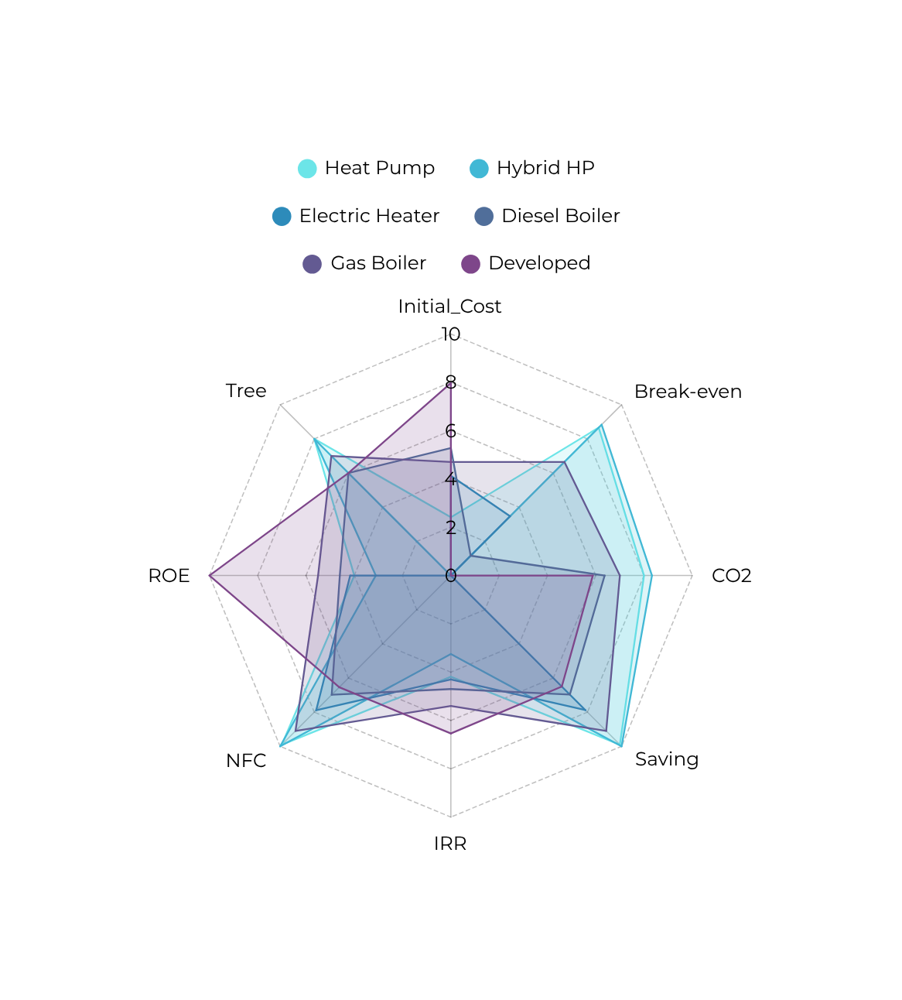 Heat Pump Hybrid HP
Electric Heater Diesel Boiler
Gas Boiler Developed
Initial_Cost
10
Tree 8 Break-even
6
4
2
ROE 0 CO2
NFC Saving
IRR